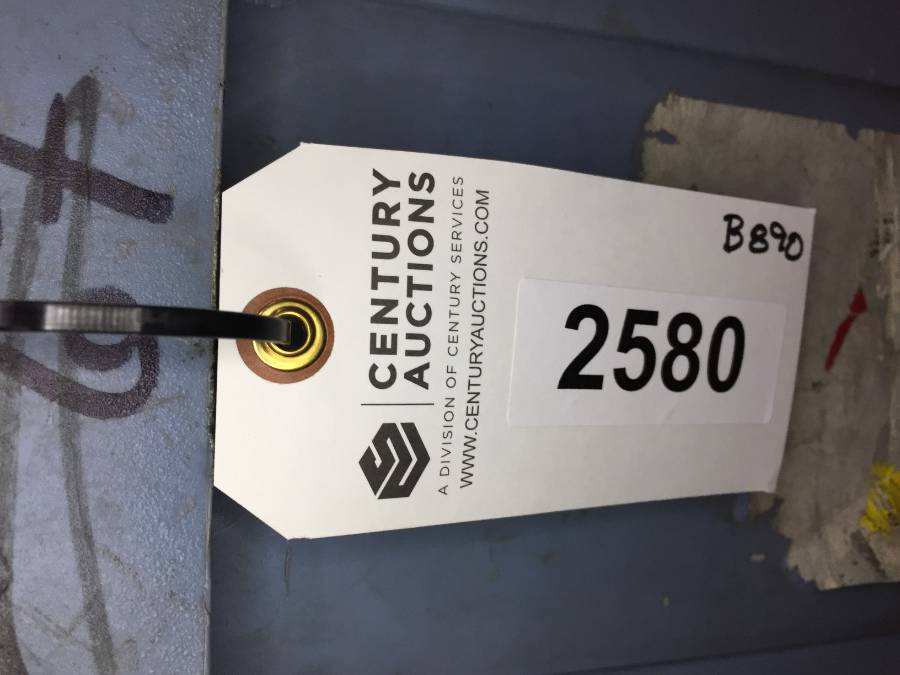 CENTURY
AUCTIONS
A DIVISION OF CENTURY SERVICES
WWW.CENTURYAUCTIONS.COM
2580
B890